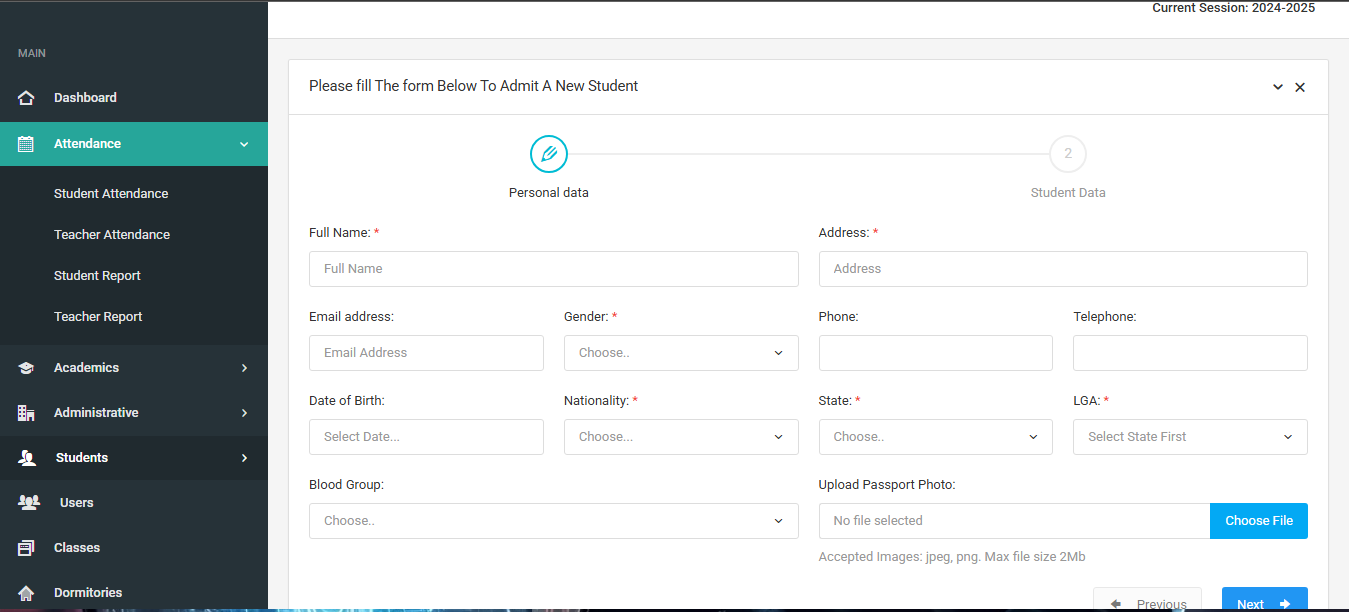 Current Session: 2024-2025
MAIN
Dashboard
Attendance
Student Attendance
Teacher Attendance
Student Report
Teacher Report
Academics
Administrative
Students
Users
Classes
Dormitories
Please fill The form Below To Admit A New Student
2
Personal data
Student Data
Full Name: *
Address: *
Full Name
Address
Email address:
Gender: *
Phone:
Telephone:
Email Address
Choose..
Date of Birth:
Nationality: *
State: *
LGA: *
Select Date...
Choose...
Choose..
Select State First
Blood Group:
Upload Passport Photo:
Choose..
No file selected
Choose File
Accepted Images: jpeg, png. Max file size 2Mb
Previous
Next